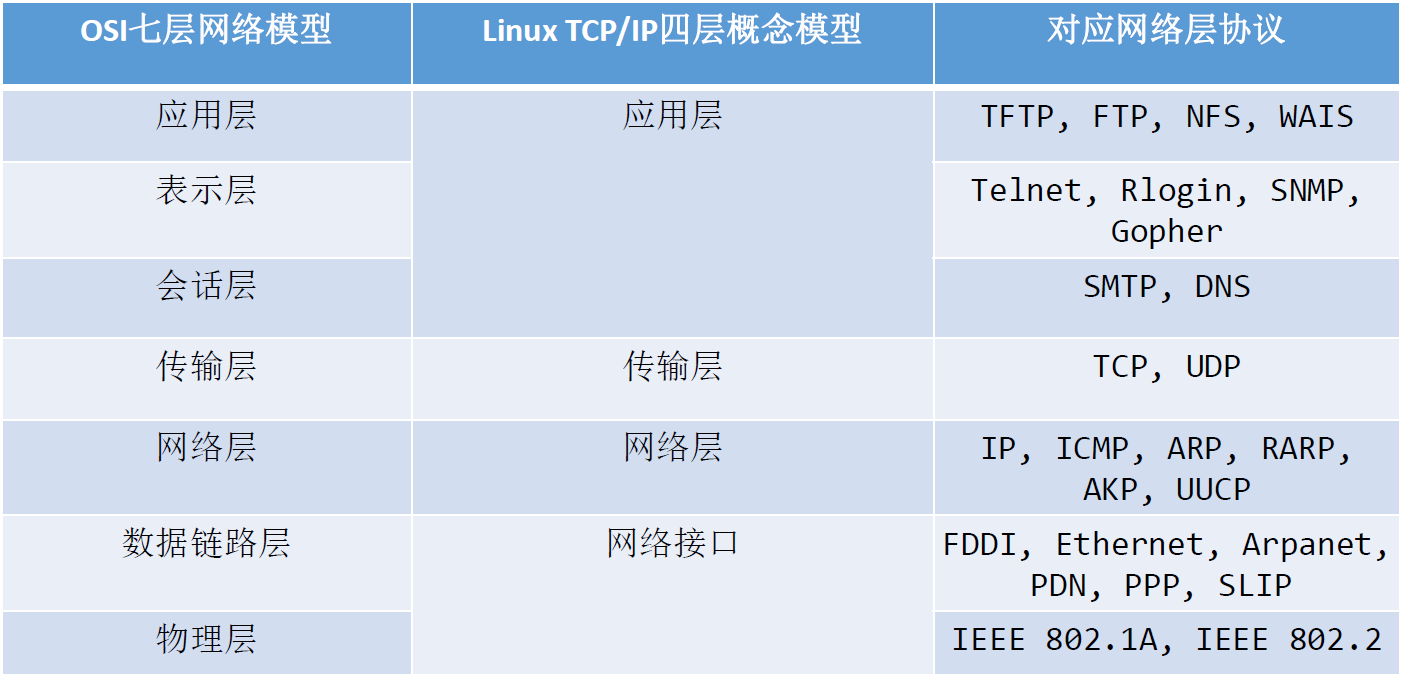 OSI七层网络模型
Linux TCP/IP四层概念模型
对应网络层协议
应用层
应用层
TFTP, FTP, NFS, WAIS
表示层
Telnet, Rlogin, SNMP,
Gopher
会话层
SMTP, DNS
传输层
传输层
TCP, UDP
网络层
网络层
IP, ICMP, ARP, RARP,
AKP, UUCP
数据链路层
网络接口
FDDI, Ethernet, Arpanet,
PDN, PPP, SLIP
物理层
IEEE 802.1A, IEEE 802.2